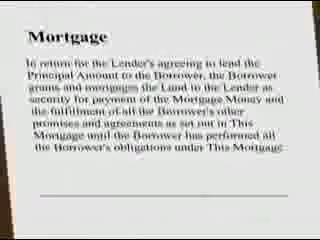 Mortgage
In return for the Lender's agreeing to lend the
Principal Amount to the Borrower, the Borrower
grants and mortgages the Land to the Lender as
security for payment of the Mortgage Money and
the fulfillment of all the Borrower's other
promises and agreements as set out in This
Mortgage until the Borrower has performed all
the Borrower's obligations under This Mortgage